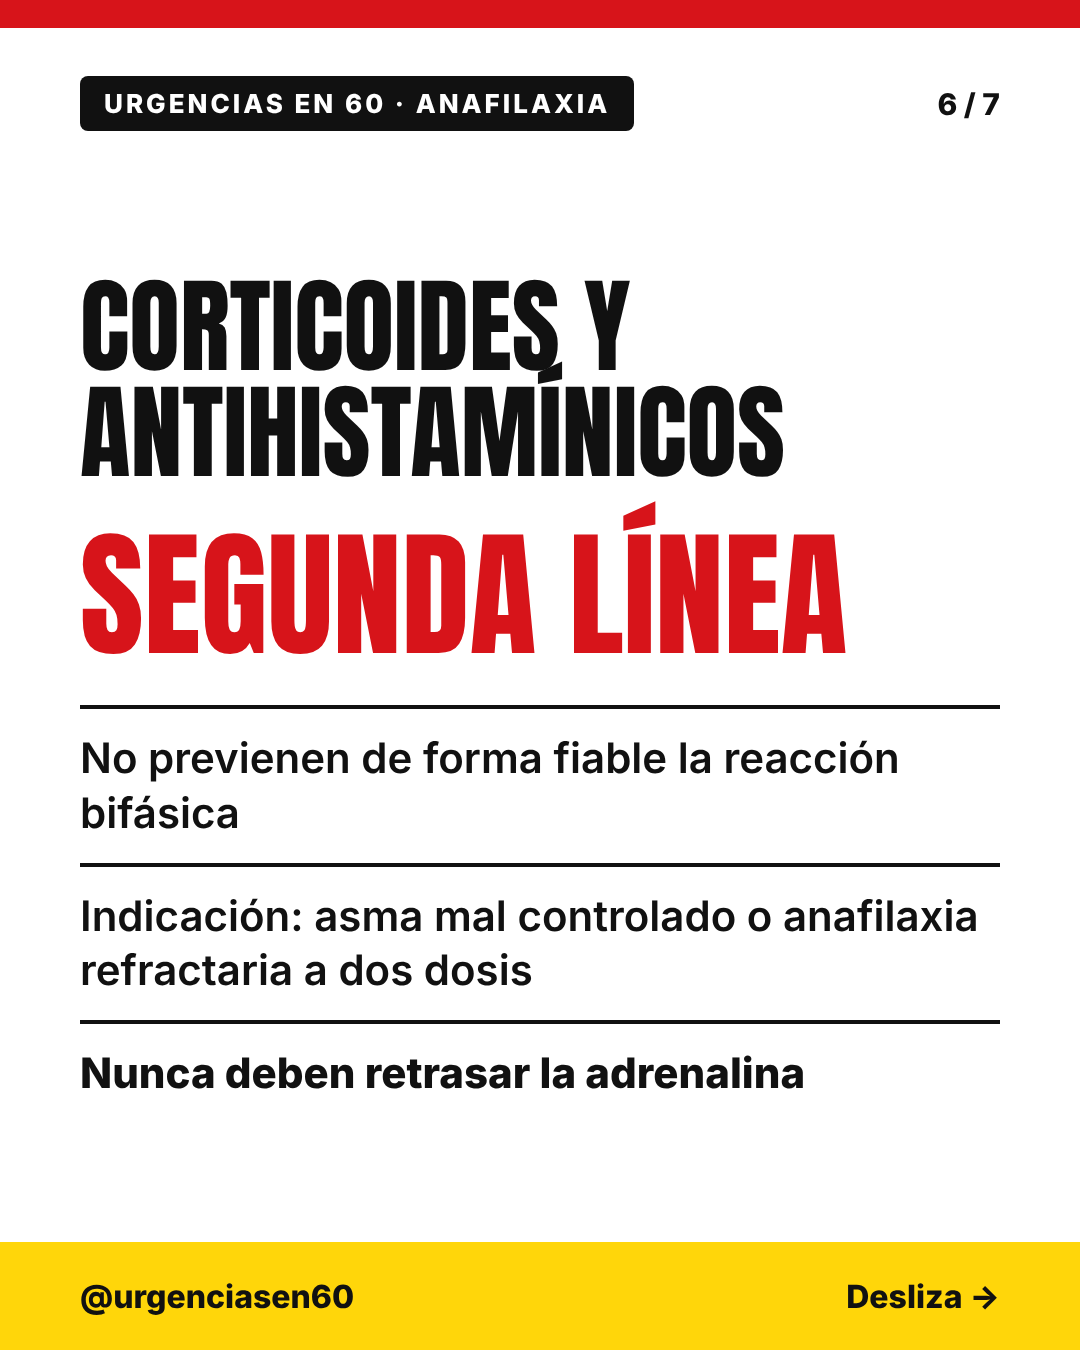 URGENCIAS EN 60 · ANAFILAXIA
6 / 7
CORTICOIDES Y
ANTIHISTAMÍNICOS
SEGUNDA LÍNEA
No previenen de forma fiable la reacción
bifásica
Indicación: asma mal controlado o anafilaxia
refractaria a dos dosis
Nunca deben retrasar la adrenalina
@urgenciasen60
Desliza →